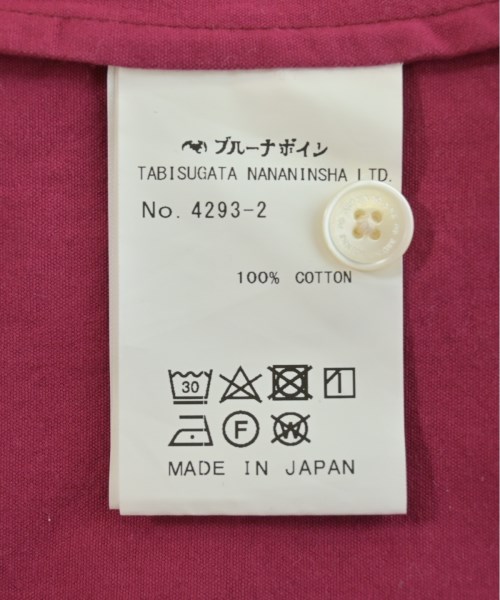 ブルーナボイン
TABISUGATA NANANINSHA LTD.
No. 4293-2
100% COTTON
30
F W
MADE IN JAPAN